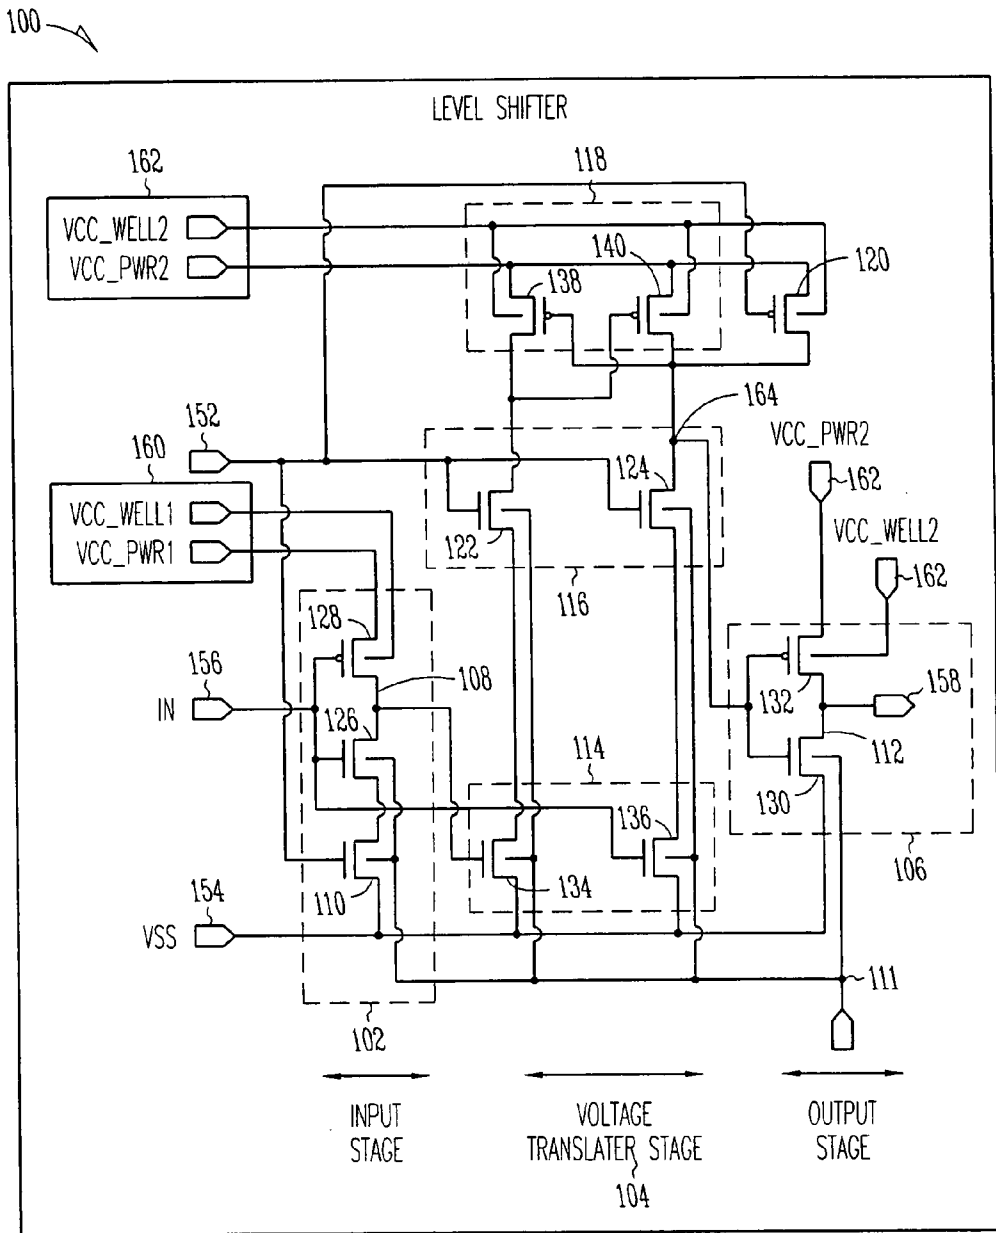 100
LEVEL SHIFTER
162
118
VCC_WELL2
VCC_PWR2
138
140
120
152
164
VCC_PWR2
160
124
162
VCC_WELL1
VCC_PWR1
122
VCC_WELL2
116
162
128
156
108
158
IN
126
132
112
114
130
136
106
110
134
154
VSS
111
102
INPUT
STAGE
VOLTAGE
TRANSLATER STAGE
104
OUTPUT
STAGE